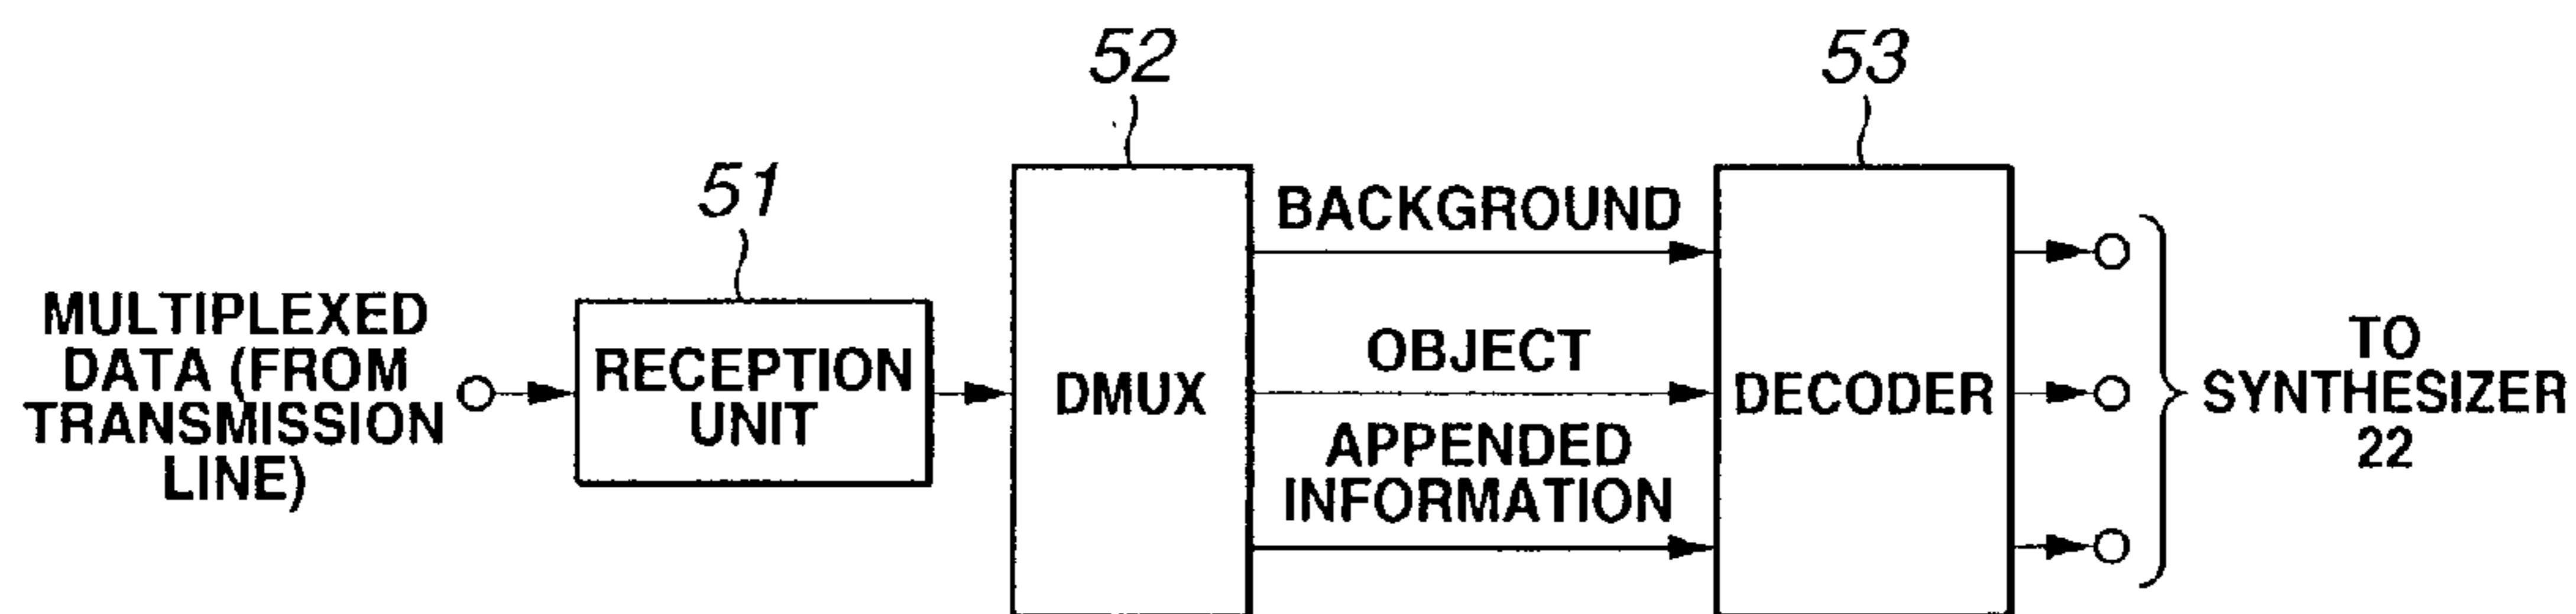 52
53
51
BACKGROUND
MULTIPLEXED
DATA (FROM
TRANSMISSION
LINE)
RECEPTION
UNIT
DMUX
OBJECT
APPENDED
INFORMATION
DECODER
TO
SYNTHESIZER
22